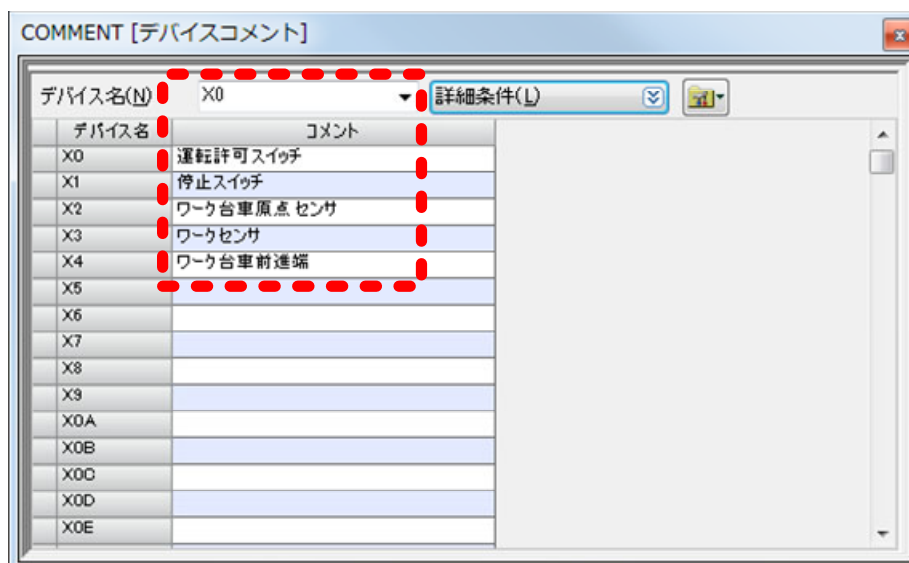 COMMENT [デバイスコメント]
デバイス名(N) X0 詳細条件(L)
デバイス名 コメント
X0 運転許可スイッチ
X1 停止スイッチ
X2 ワーク台車原点センサ
X3 ワークセンサ
X4 ワーク台車前進端
X5
X6
X7
X8
X9
X0A
X0B
X0C
X0D
X0E